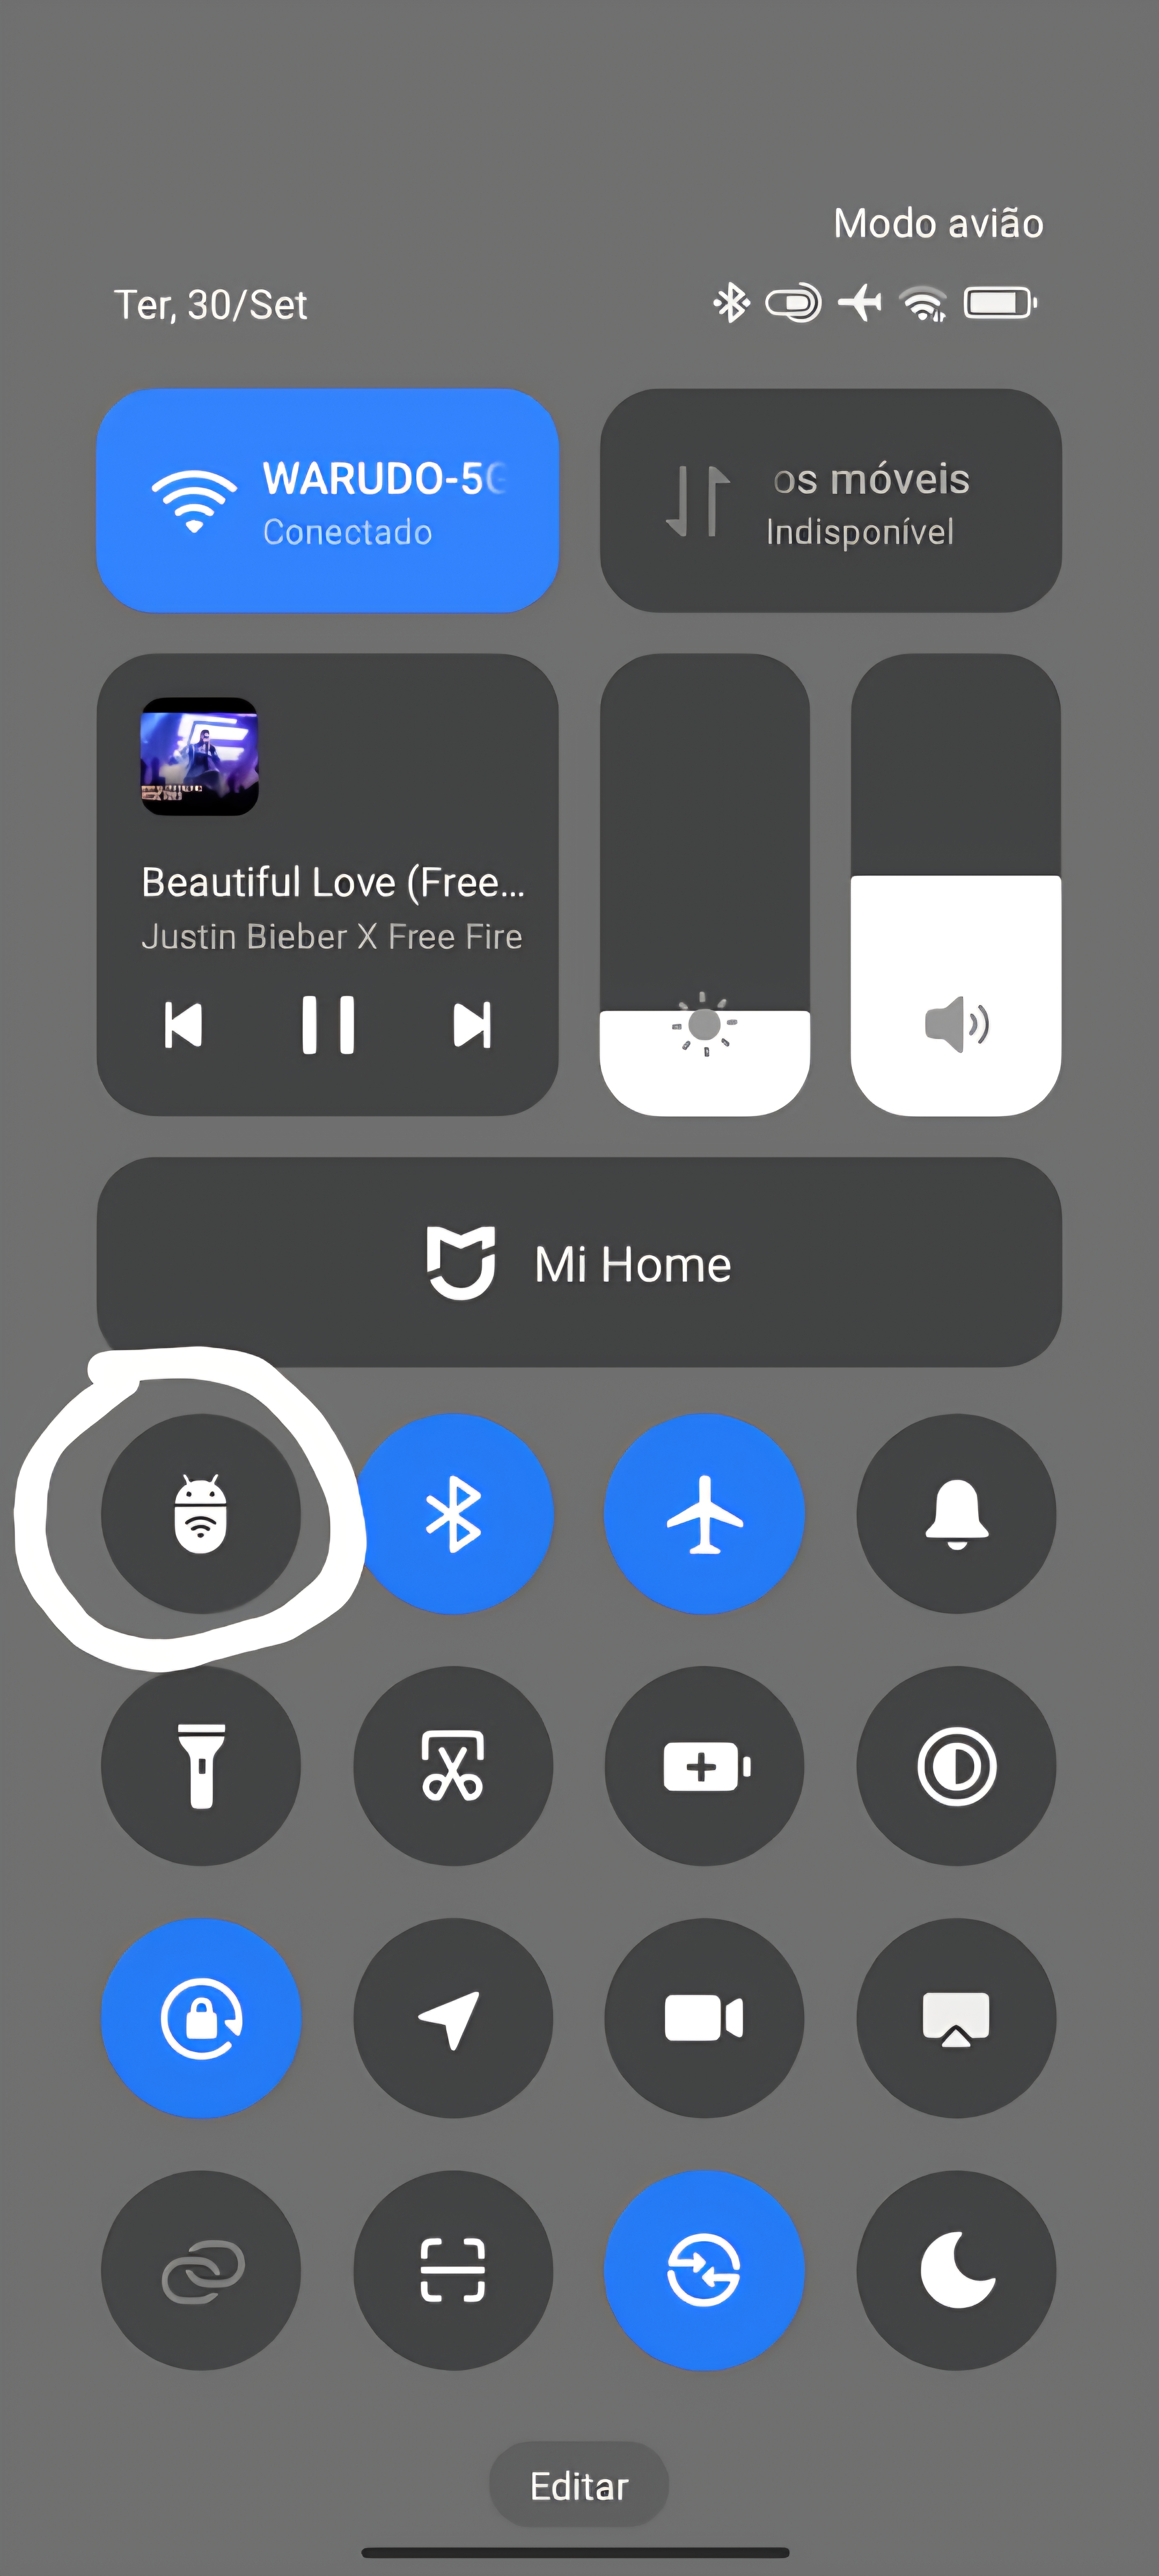 Modo avião
Ter, 30/Set
WARUDO-5G
Conectado
os móveis
Indisponível
Beautiful Love (Free...
Justin Bieber X Free Fire
Mi Home
Editar